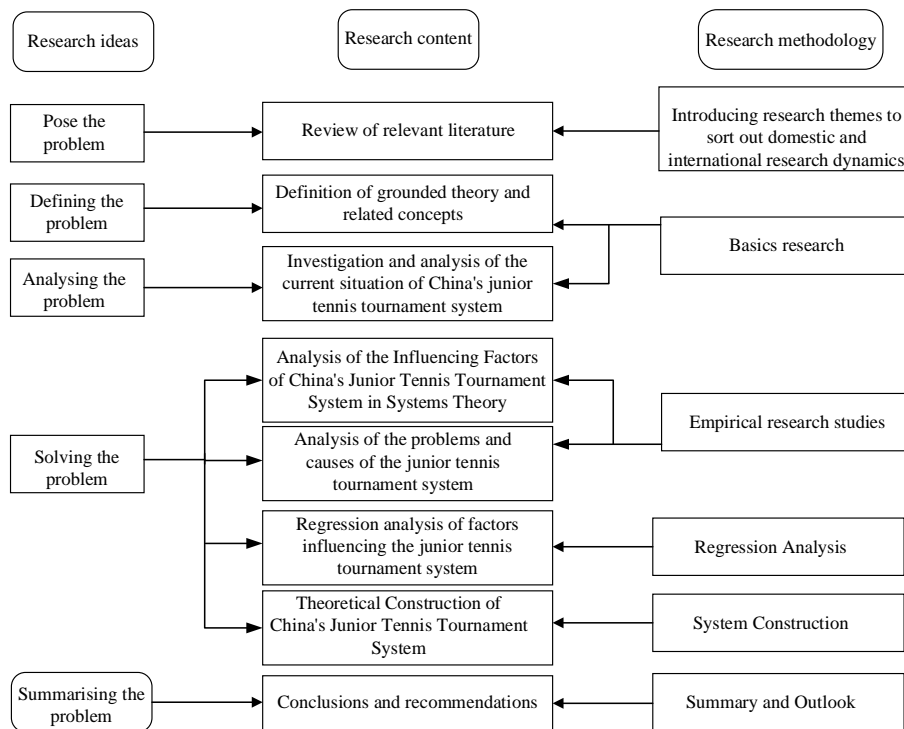 Research ideas
Research content
Research methodology
Pose the
problem
Review of relevant literature
Introducing research themes to
sort out domestic and
international research dynamics
Defining the
problem
Definition of grounded theory and
related concepts
Basics research
Analysing the
problem
Investigation and analysis of the
current situation of China's junior
tennis tournament system
Solving the
problem
Analysis of the Influencing Factors
of China's Junior Tennis Tournament
System in Systems Theory
Empirical research studies
Analysis of the problems and
causes of the junior tennis
tournament system
Regression analysis of factors
influencing the junior tennis
tournament system
Regression Analysis
Theoretical Construction of
China's Junior Tennis Tournament
System
System Construction
Summarising the
problem
Conclusions and recommendations
Summary and Outlook